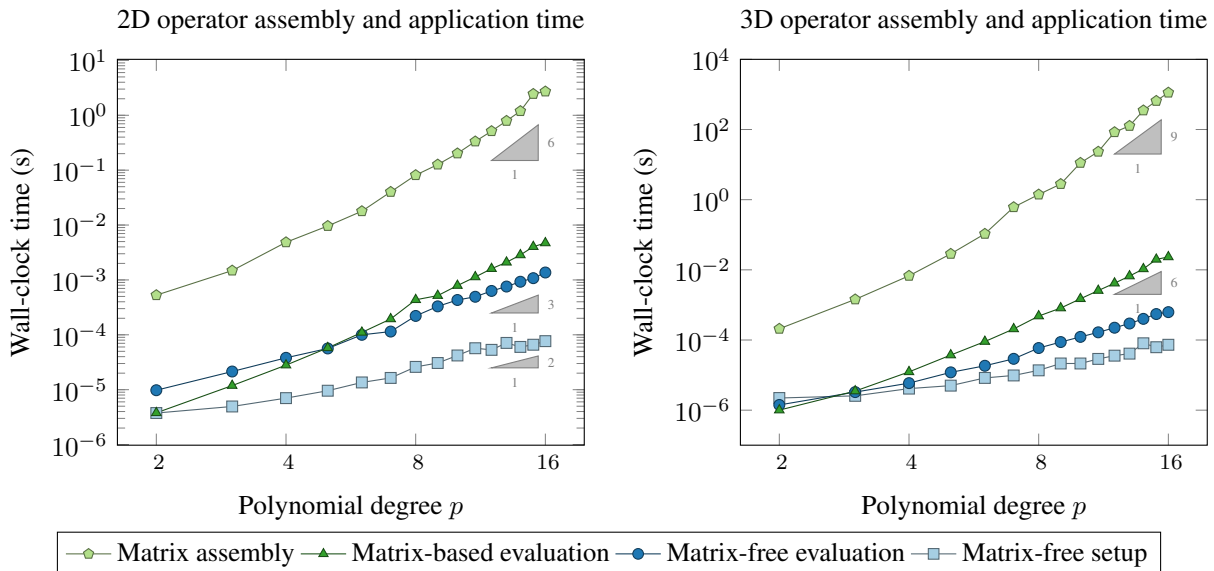 2D operator assembly and application time
10^1
10^0
10^−1
10^−2
10^−3
10^−4
10^−5
10^−6
Wall-clock time (s)
6
1
3
1
2
1
2 4 8 16
Polynomial degree p
3D operator assembly and application time
10^4
10^2
10^0
10^−2
10^−4
10^−6
Wall-clock time (s)
9
1
6
1
2 4 8 16
Polynomial degree p
Matrix assembly Matrix-based evaluation Matrix-free evaluation Matrix-free setup